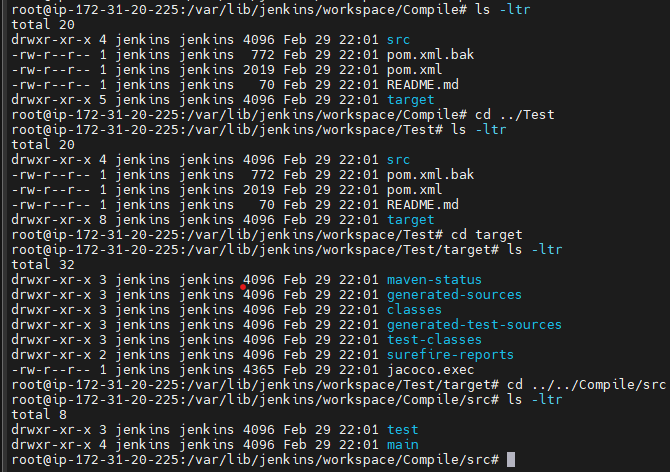 root@ip-172-31-20-225:/var/lib/jenkins/workspace/Compile# ls -ltr
total 20
drwxr-xr-x 4 jenkins jenkins 4096 Feb 29 22:01 src
-rw-r--r-- 1 jenkins jenkins  772 Feb 29 22:01 pom.xml.bak
-rw-r--r-- 1 jenkins jenkins 2019 Feb 29 22:01 pom.xml
-rw-r--r-- 1 jenkins jenkins   70 Feb 29 22:01 README.md
drwxr-xr-x 5 jenkins jenkins 4096 Feb 29 22:01 target
root@ip-172-31-20-225:/var/lib/jenkins/workspace/Compile# cd ../Test
root@ip-172-31-20-225:/var/lib/jenkins/workspace/Test# ls -ltr
total 20
drwxr-xr-x 4 jenkins jenkins 4096 Feb 29 22:01 src
-rw-r--r-- 1 jenkins jenkins  772 Feb 29 22:01 pom.xml.bak
-rw-r--r-- 1 jenkins jenkins 2019 Feb 29 22:01 pom.xml
-rw-r--r-- 1 jenkins jenkins   70 Feb 29 22:01 README.md
drwxr-xr-x 8 jenkins jenkins 4096 Feb 29 22:01 target
root@ip-172-31-20-225:/var/lib/jenkins/workspace/Test# cd target
root@ip-172-31-20-225:/var/lib/jenkins/workspace/Test/target# ls -ltr
total 32
drwxr-xr-x 3 jenkins jenkins 4096 Feb 29 22:01 maven-status
drwxr-xr-x 3 jenkins jenkins 4096 Feb 29 22:01 generated-sources
drwxr-xr-x 3 jenkins jenkins 4096 Feb 29 22:01 classes
drwxr-xr-x 3 jenkins jenkins 4096 Feb 29 22:01 generated-test-sources
drwxr-xr-x 3 jenkins jenkins 4096 Feb 29 22:01 test-classes
drwxr-xr-x 2 jenkins jenkins 4096 Feb 29 22:01 surefire-reports
-rw-r--r-- 1 jenkins jenkins 4365 Feb 29 22:01 jacoco.exec
root@ip-172-31-20-225:/var/lib/jenkins/workspace/Test/target# cd ../../Compile/src
root@ip-172-31-20-225:/var/lib/jenkins/workspace/Compile/src# ls -ltr
total 8
drwxr-xr-x 3 jenkins jenkins 4096 Feb 29 22:01 test
drwxr-xr-x 4 jenkins jenkins 4096 Feb 29 22:01 main
root@ip-172-31-20-225:/var/lib/jenkins/workspace/Compile/src#